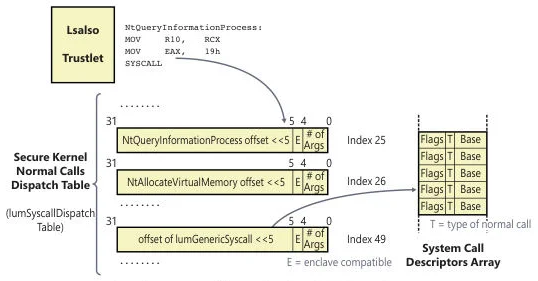 LsaIso
Trustlet
NtQueryInformationProcess:
MOV R10, RCX
MOV EAX, 19h
SYSCALL
........
31 5 4 0
NtQueryInformationProcess offset <<5 E # of Args
Index 25
31 5 4 0
NtAllocateVirtualMemory offset <<5 E # of Args
Index 26
31 5 4 0
offset of IumGenericSyscall <<5 E # of Args
Index 49
........
E = enclave compatible
Secure Kernel
Normal Calls
Dispatch Table
(IumSyscallDispatch
Table)
Flags T Base
Flags T Base
Flags T Base
Flags T Base
Flags T Base
T = type of normal call
System Call
Descriptors Array